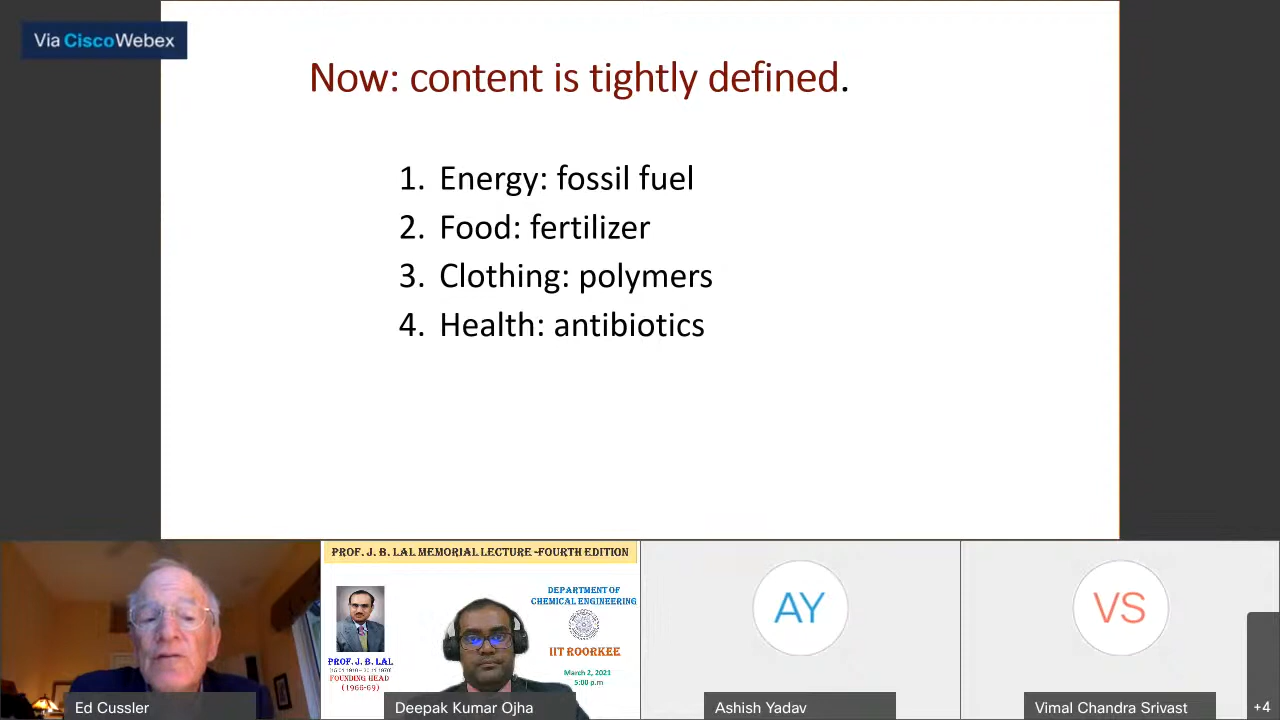 Via CiscoWebex
Now: content is tightly defined.
1. Energy: fossil fuel
2. Food: fertilizer
3. Clothing: polymers
4. Health: antibiotics
PROF. J. B. LAL MEMORIAL LECTURE -FOURTH EDITION
DEPARTMENT OF
CHEMICAL ENGINEERING
IIT ROORKEE
March 2, 2021
5:00 p.m
PROF. J. B. LAL
FOUNDING HEAD
(1966-69)
AY
VS
Ed Cussler
Deepak Kumar Ojha
Ashish Yadav
Vimal Chandra Srivast
+4